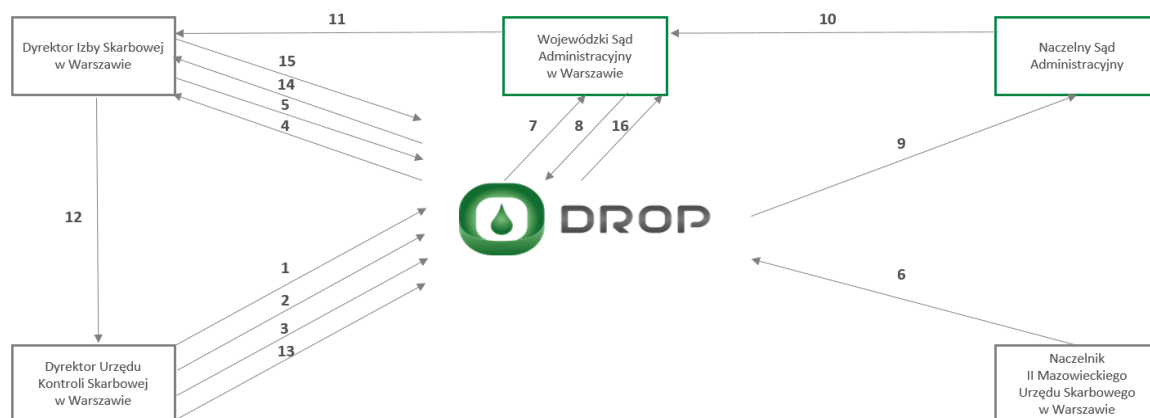 11
10
Dyrektor Izby Skarbowej
w Warszawie
Wojewódzki Sąd
Administracyjny
w Warszawie
Naczelny Sąd
Administracyjny
15
14
5
4
7
8
16
9
12
DROP
1
2
3
13
6
Dyrektor Urzędu
Kontroli Skarbowej
w Warszawie
Naczelnik
II Mazowieckiego
Urzędu Skarbowego
w Warszawie